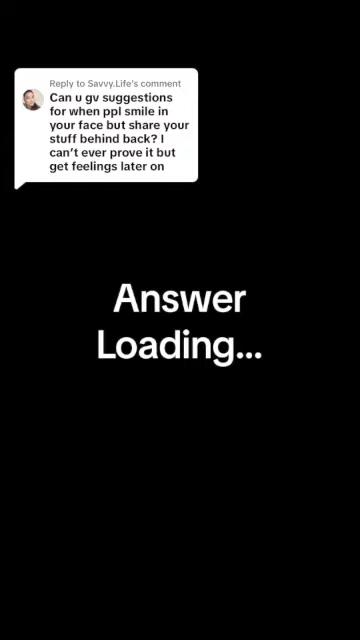 Reply to Savvy.Life's comment
Can u gv suggestions
for when ppl smile in
your face but share your
stuff behind back? I
can't ever prove it but
get feelings later on
Answer
Loading...